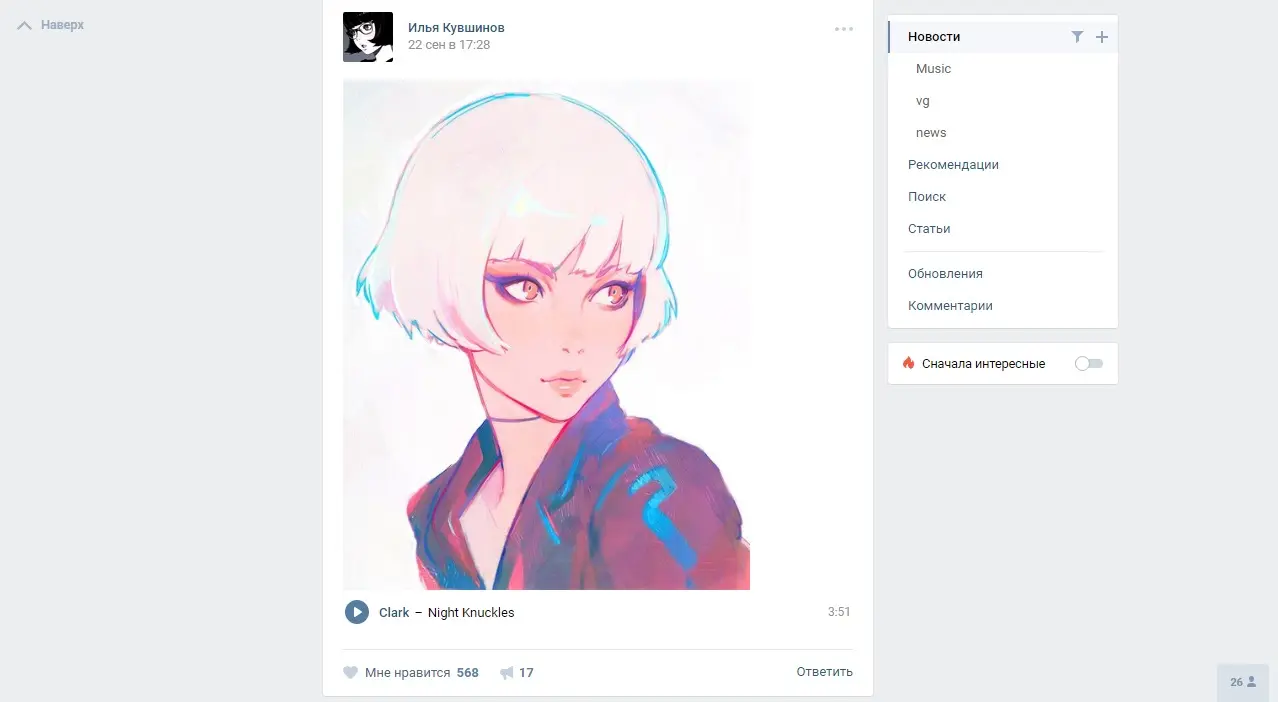 Наверх
Илья Кувшинов
22 сен в 17:28
Clark – Night Knuckles
3:51
Мне нравится 568
17
Ответить
Новости
Music
vg
news
Рекомендации
Поиск
Статьи
Обновления
Комментарии
Сначала интересные
26